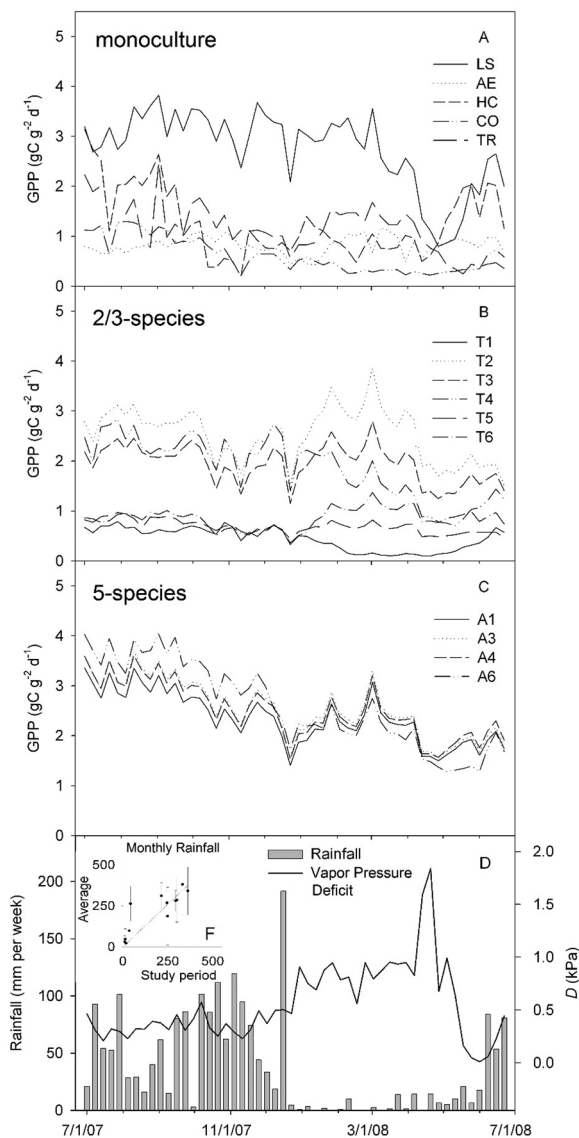 monoculture
A
LS
AE
HC
CO
TR
GPP (gC g⁻² d⁻¹)
5
4
3
2
1
0
2/3-species
B
T1
T2
T3
T4
T5
T6
GPP (gC g⁻² d⁻¹)
5
4
3
2
1
0
5-species
C
A1
A3
A4
A6
GPP (gC g⁻² d⁻¹)
5
4
3
2
1
0
D
Rainfall
Vapor Pressure
Deficit
Monthly Rainfall
500
0
Average
F
0
500
Study period
Rainfall (mm per week)
200
150
100
50
0
2.0
1.5
1.0
0.5
0.0
D (kPa)
7/1/07
11/1/07
3/1/08
7/1/08